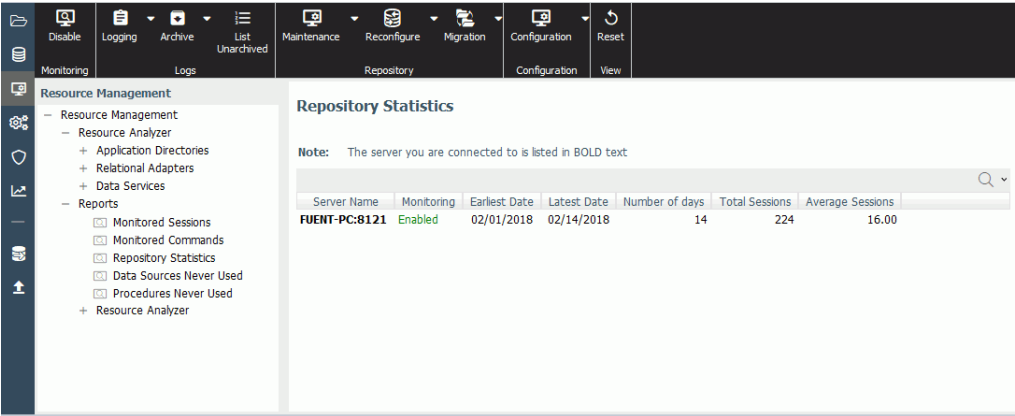 Disable Logging Archive List Unarchived Maintenance Reconfigure Migration Configuration Reset
Monitoring Logs Repository Configuration View
Resource Management
Resource Management
Resource Analyzer
Application Directories
Relational Adapters
Data Services
Reports
Monitored Sessions
Monitored Commands
Repository Statistics
Data Sources Never Used
Procedures Never Used
Resource Analyzer
Repository Statistics
Note: The server you are connected to is listed in BOLD text
Server Name Monitoring Earliest Date Latest Date Number of days Total Sessions Average Sessions
FUENT-PC:8121 Enabled 02/01/2018 02/14/2018 14 224 16.00